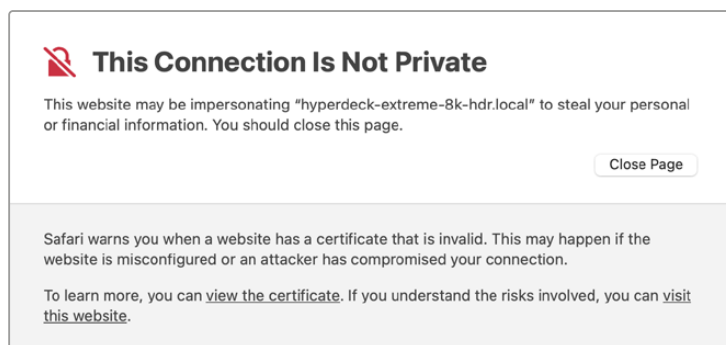 This Connection Is Not Private
This website may be impersonating “hyperdeck-extreme-8k-hdr.local” to steal your personal
or financial information. You should close this page.
Close Page
Safari warns you when a website has a certificate that is invalid. This may happen if the
website is misconfigured or an attacker has compromised your connection.
To learn more, you can view the certificate. If you understand the risks involved, you can visit
this website.